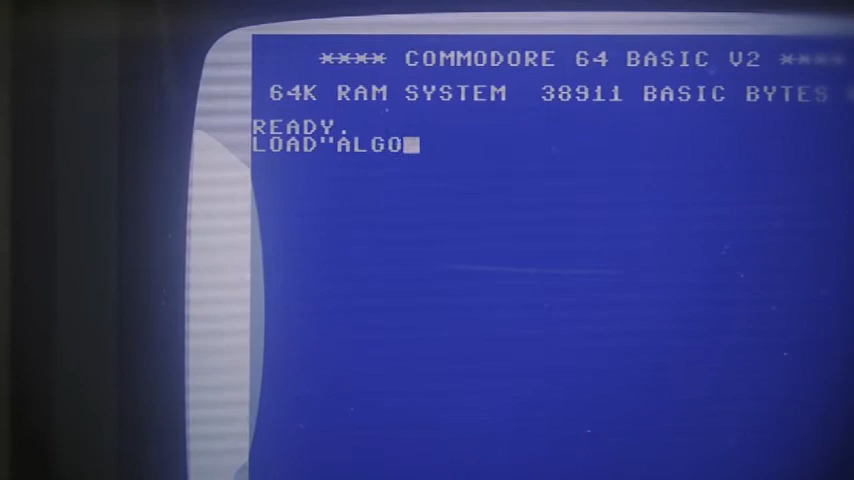 **** COMMODORE 64 BASIC V2 ****
64K RAM SYSTEM 38911 BASIC BYTES
READY.
LOAD"ALGO